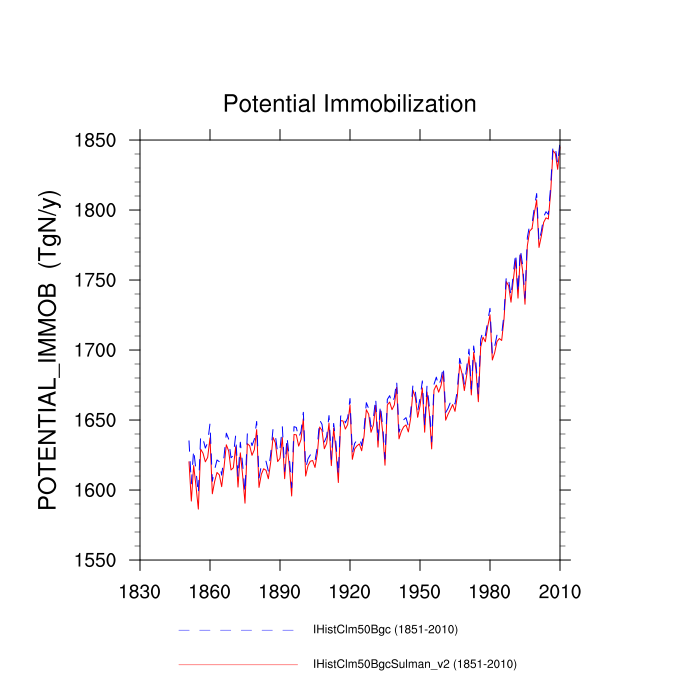 Potential Immobilization
POTENTIAL_IMMOB (TgN/y)
1850
1800
1750
1700
1650
1600
1550
1830 1860 1890 1920 1950 1980 2010
IHistClm50Bgc (1851-2010)
IHistClm50BgcSulman_v2 (1851-2010)